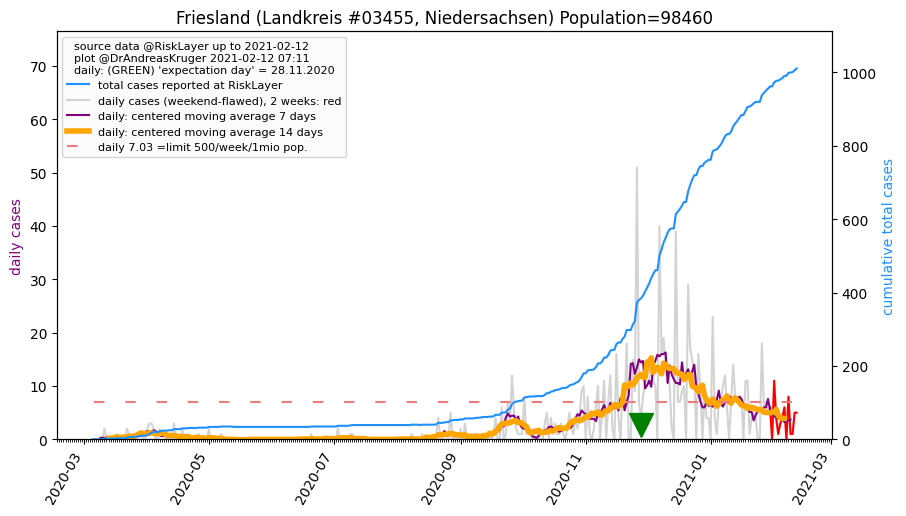 Friesland (Landkreis #03455, Niedersachsen) Population=98460
source data @RiskLayer up to 2021-02-12
plot @DrAndreasKruger 2021-02-12 07:11
daily: (GREEN) 'expectation day' = 28.11.2020
total cases reported at RiskLayer
daily cases (weekend-flawed), 2 weeks: red
daily: centered moving average 7 days
daily: centered moving average 14 days
daily 7.03 =limit 500/week/1mio pop.
daily cases
70
60
50
40
30
20
10
0
cumulative total cases
1000
800
600
400
200
0
2020-03
2020-05
2020-07
2020-09
2020-11
2021-01
2021-03